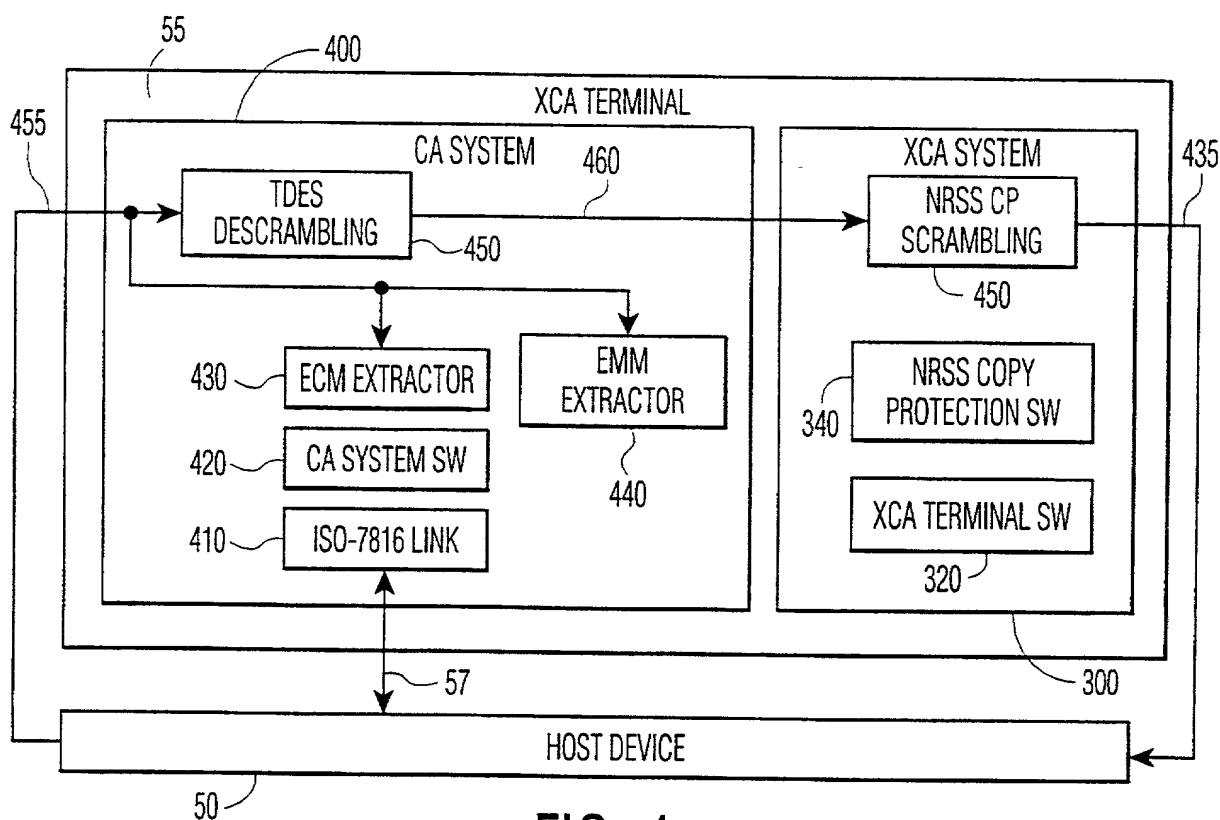 55
400
XCA TERMINAL
455
CA SYSTEM
460
XCA SYSTEM
435
TDES
DESCRAMBLING
450
NRSS CP
SCRAMBLING
450
430
ECM EXTRACTOR
EMM
EXTRACTOR
440
NRSS COPY
PROTECTION SW
340
420
CA SYSTEM SW
410
ISO-7816 LINK
XCA TERMINAL SW
320
57
300
HOST DEVICE
50